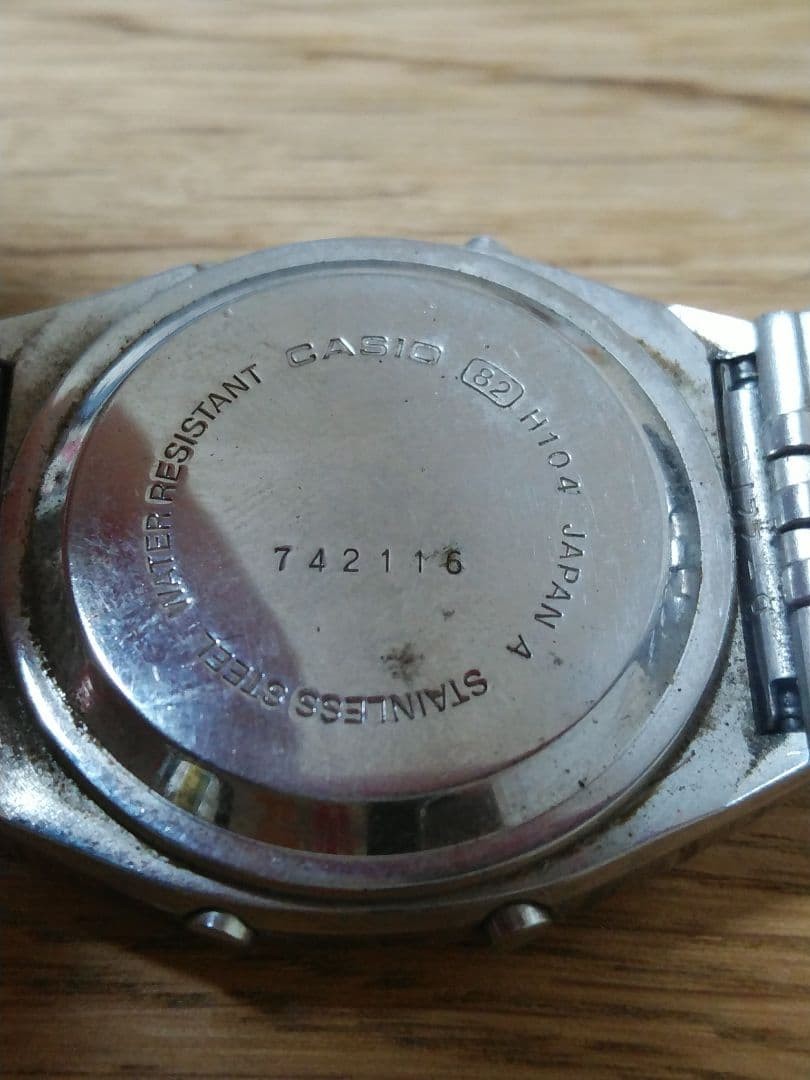 CASIO 82 H104 JAPAN A
STAINLESS STEEL WATER RESISTANT
742116